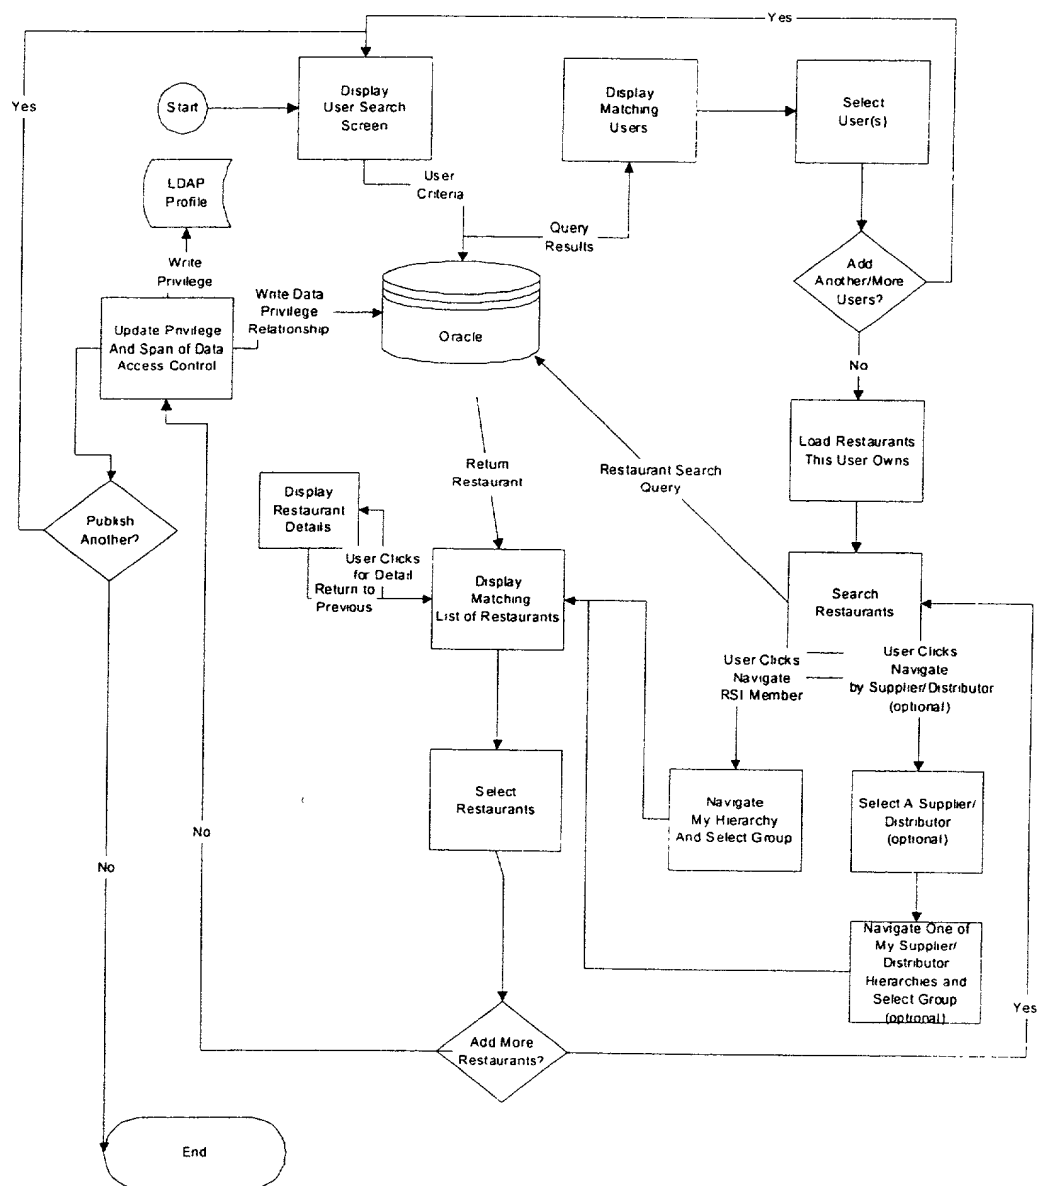 Yes
Yes
Start
Display
User Search
Screen
Display
Matching
Users
Select
User(s)
LDAP
Profile
User
Criteria
Query
Results
Write
Privilege
Add
Another/More
Users?
Write Data
Privilege
Relationship
Update Privilege
And Span of Data
Access Control
Oracle
No
Load Restaurants
This User Owns
Return
Restaurant
Restaurant Search
Query
Display
Restaurant
Details
Publish
Another?
User Clicks
for Detail
Return to
Previous
Display
Matching
List of Restaurants
Search
Restaurants
User Clicks
Navigate
RSI Member
User Clicks
Navigate
by Supplier/Distributor
(optional)
Select
Restaurants
Navigate
My Hierarchy
And Select Group
Select A Supplier/
Distributor
(optional)
No
No
Navigate One of
My Supplier/
Distributor
Hierarchies and
Select Group
(optional)
Yes
Add More
Restaurants?
End